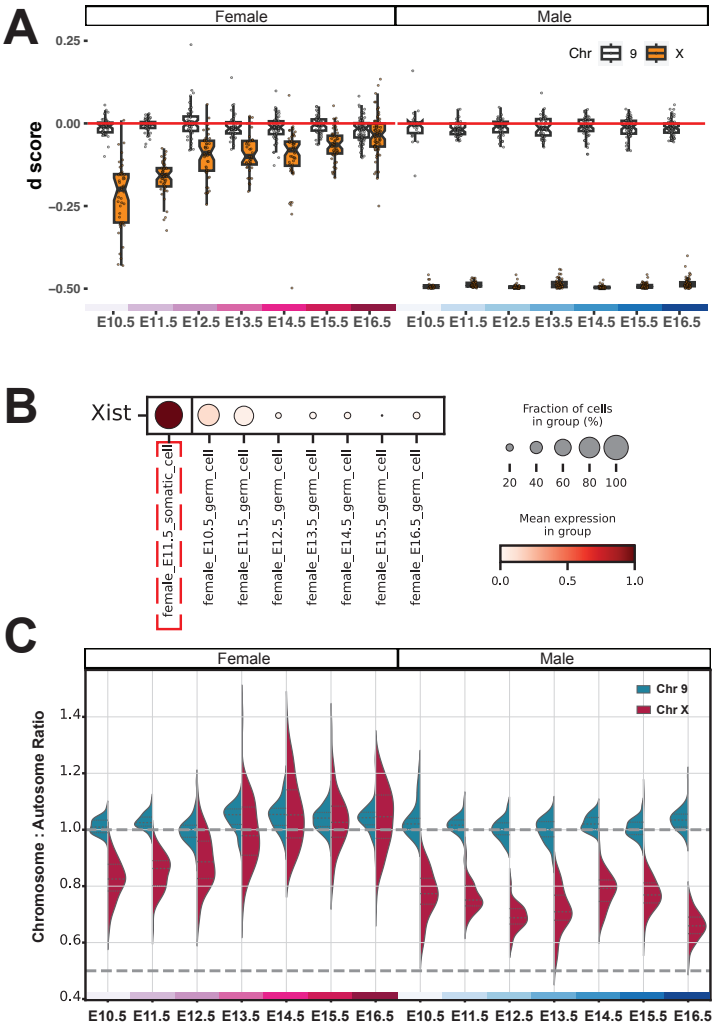 A
Female Male
Chr 9 X
d score
0.25
0.00
−0.25
−0.50
E10.5 E11.5 E12.5 E13.5 E14.5 E15.5 E16.5 E10.5 E11.5 E12.5 E13.5 E14.5 E15.5 E16.5
B
Xist
female_E11.5_somatic_cell
female_E10.5_germ_cell
female_E11.5_germ_cell
female_E12.5_germ_cell
female_E13.5_germ_cell
female_E14.5_germ_cell
female_E15.5_germ_cell
female_E16.5_germ_cell
Fraction of cells
in group (%)
20 40 60 80 100
Mean expression
in group
0.0 0.5 1.0
C
Female Male
Chr 9
Chr X
Chromosome : Autosome Ratio
1.4
1.2
1.0
0.8
0.6
0.4
E10.5 E11.5 E12.5 E13.5 E14.5 E15.5 E16.5 E10.5 E11.5 E12.5 E13.5 E14.5 E15.5 E16.5